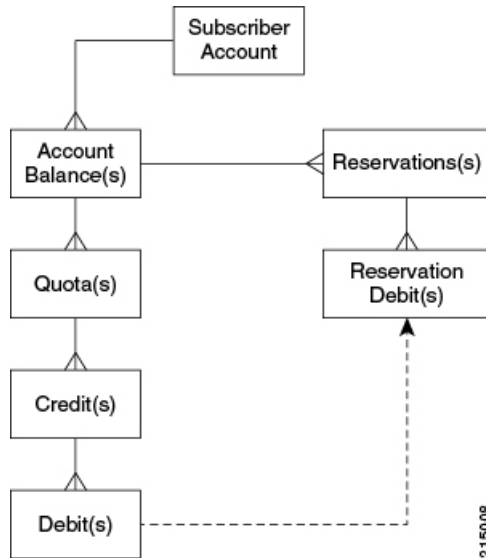 Subscriber
Account
Account
Balance(s)
Reservations(s)
Quota(s)
Reservation
Debit(s)
Credit(s)
Debit(s)